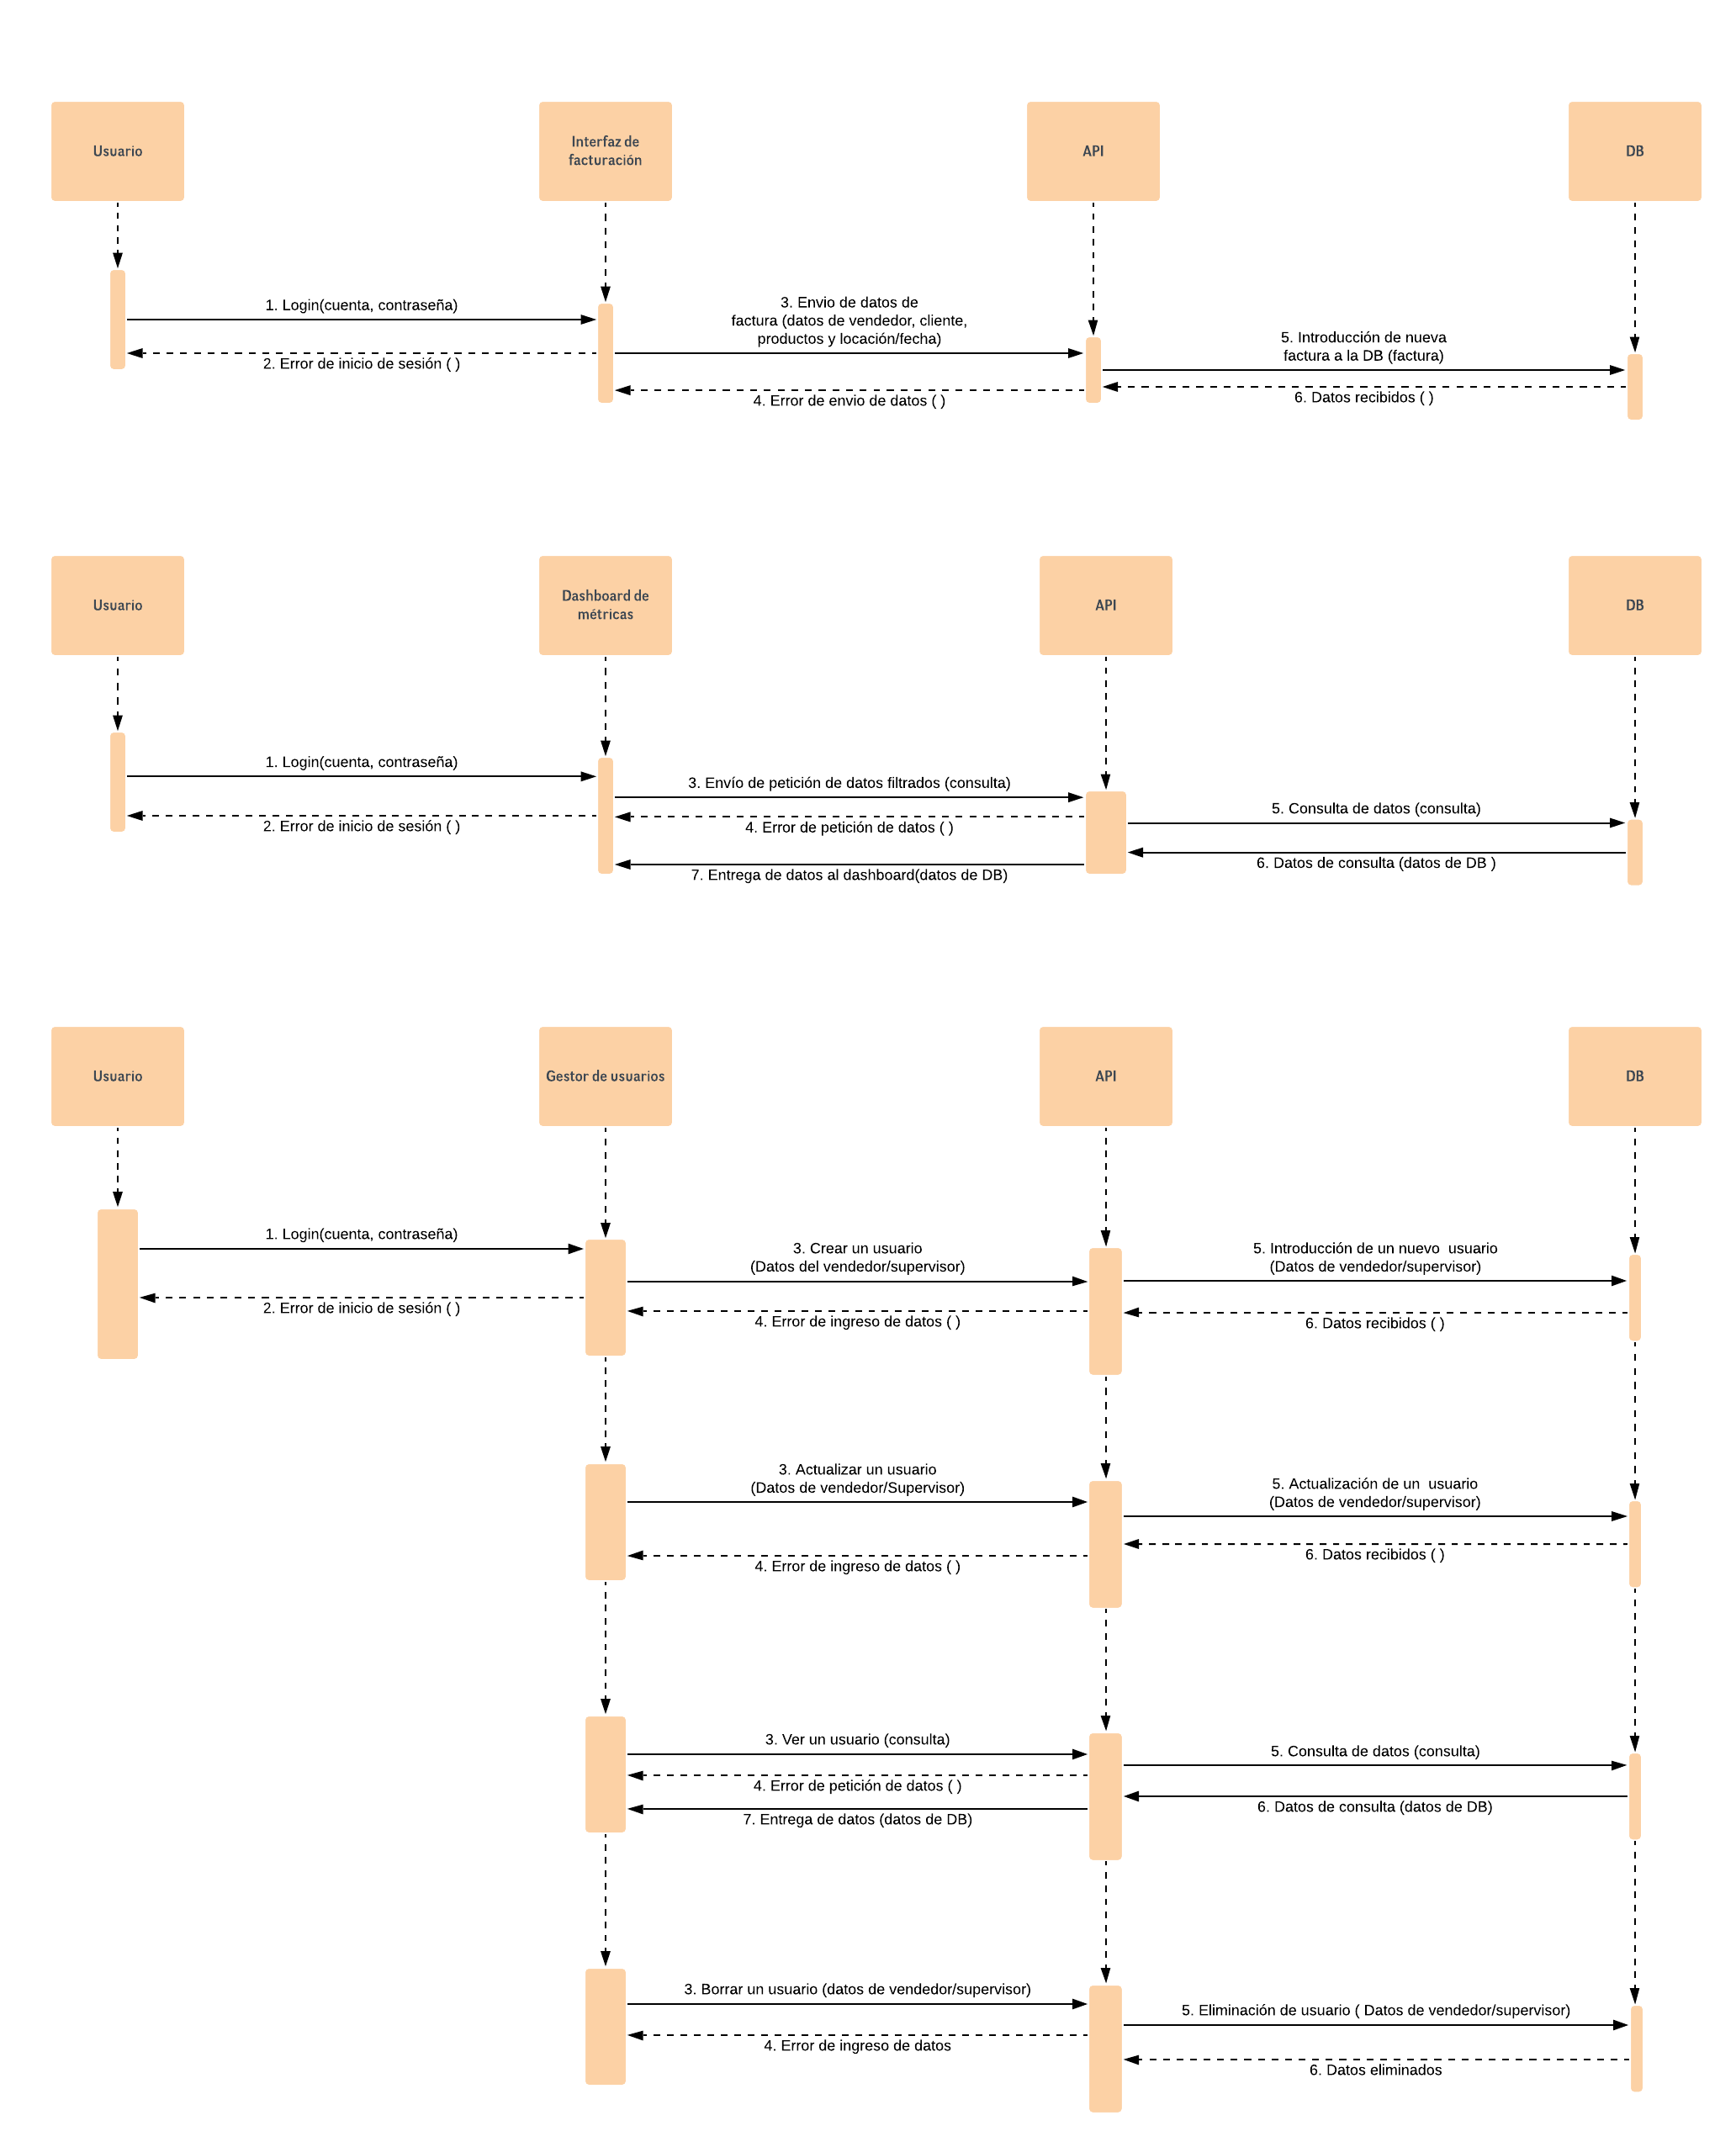 Usuario
Interfaz de
facturación
API
DB
1. Login(cuenta, contraseña)
2. Error de inicio de sesión ( )
3. Envio de datos de
factura (datos de vendedor, cliente,
productos y locación/fecha)
4. Error de envio de datos ( )
5. Introducción de nueva
factura a la DB (factura)
6. Datos recibidos ( )
Usuario
Dashboard de
métricas
API
DB
1. Login(cuenta, contraseña)
2. Error de inicio de sesión ( )
3. Envío de petición de datos filtrados (consulta)
4. Error de petición de datos ( )
5. Consulta de datos (consulta)
6. Datos de consulta (datos de DB )
7. Entrega de datos al dashboard(datos de DB)
Usuario
Gestor de usuarios
API
DB
1. Login(cuenta, contraseña)
2. Error de inicio de sesión ( )
3. Crear un usuario
(Datos del vendedor/supervisor)
4. Error de ingreso de datos ( )
5. Introducción de un nuevo  usuario
(Datos de vendedor/supervisor)
6. Datos recibidos ( )
3. Actualizar un usuario
(Datos de vendedor/Supervisor)
4. Error de ingreso de datos ( )
5. Actualización de un  usuario
(Datos de vendedor/supervisor)
6. Datos recibidos ( )
3. Ver un usuario (consulta)
4. Error de petición de datos ( )
7. Entrega de datos (datos de DB)
5. Consulta de datos (consulta)
6. Datos de consulta (datos de DB)
3. Borrar un usuario (datos de vendedor/supervisor)
4. Error de ingreso de datos
5. Eliminación de usuario ( Datos de vendedor/supervisor)
6. Datos eliminados